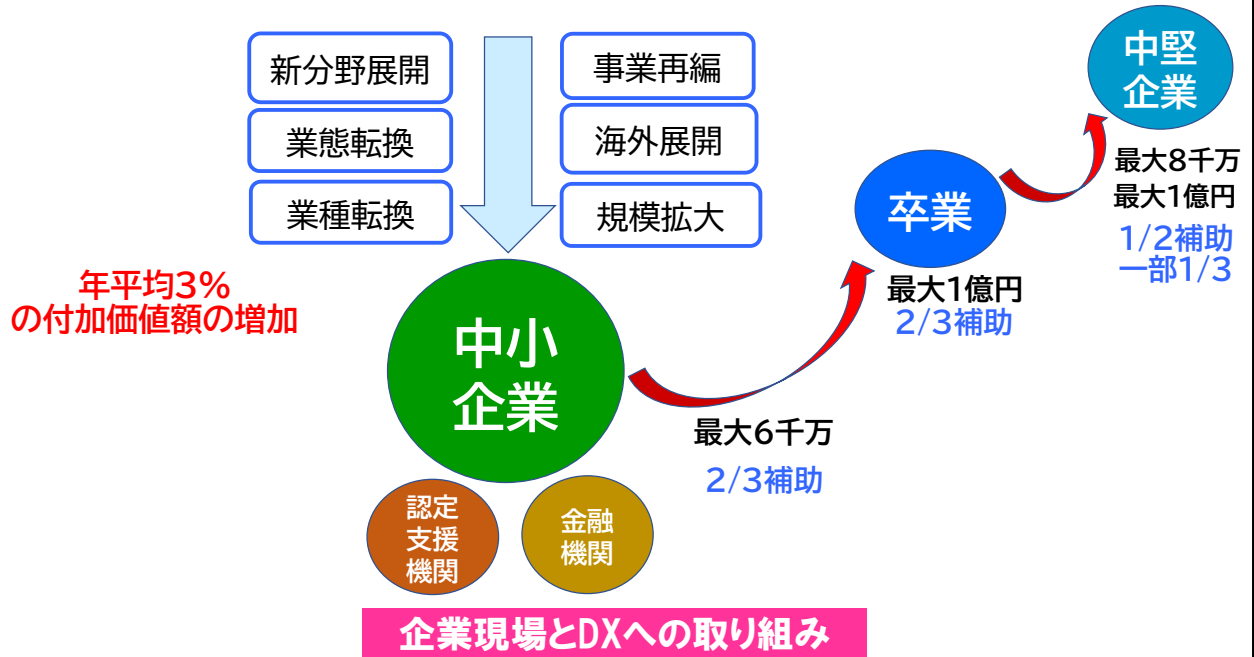 新分野展開
業態転換
業種転換
事業再編
海外展開
規模拡大
中堅
企業
最大8千万
最大1億円
1/2補助
一部1/3
卒業
最大1億円
2/3補助
年平均3%
の付加価値額の増加
中小
企業
最大6千万
2/3補助
認定
支援
機関
金融
機関
企業現場とDXへの取り組み